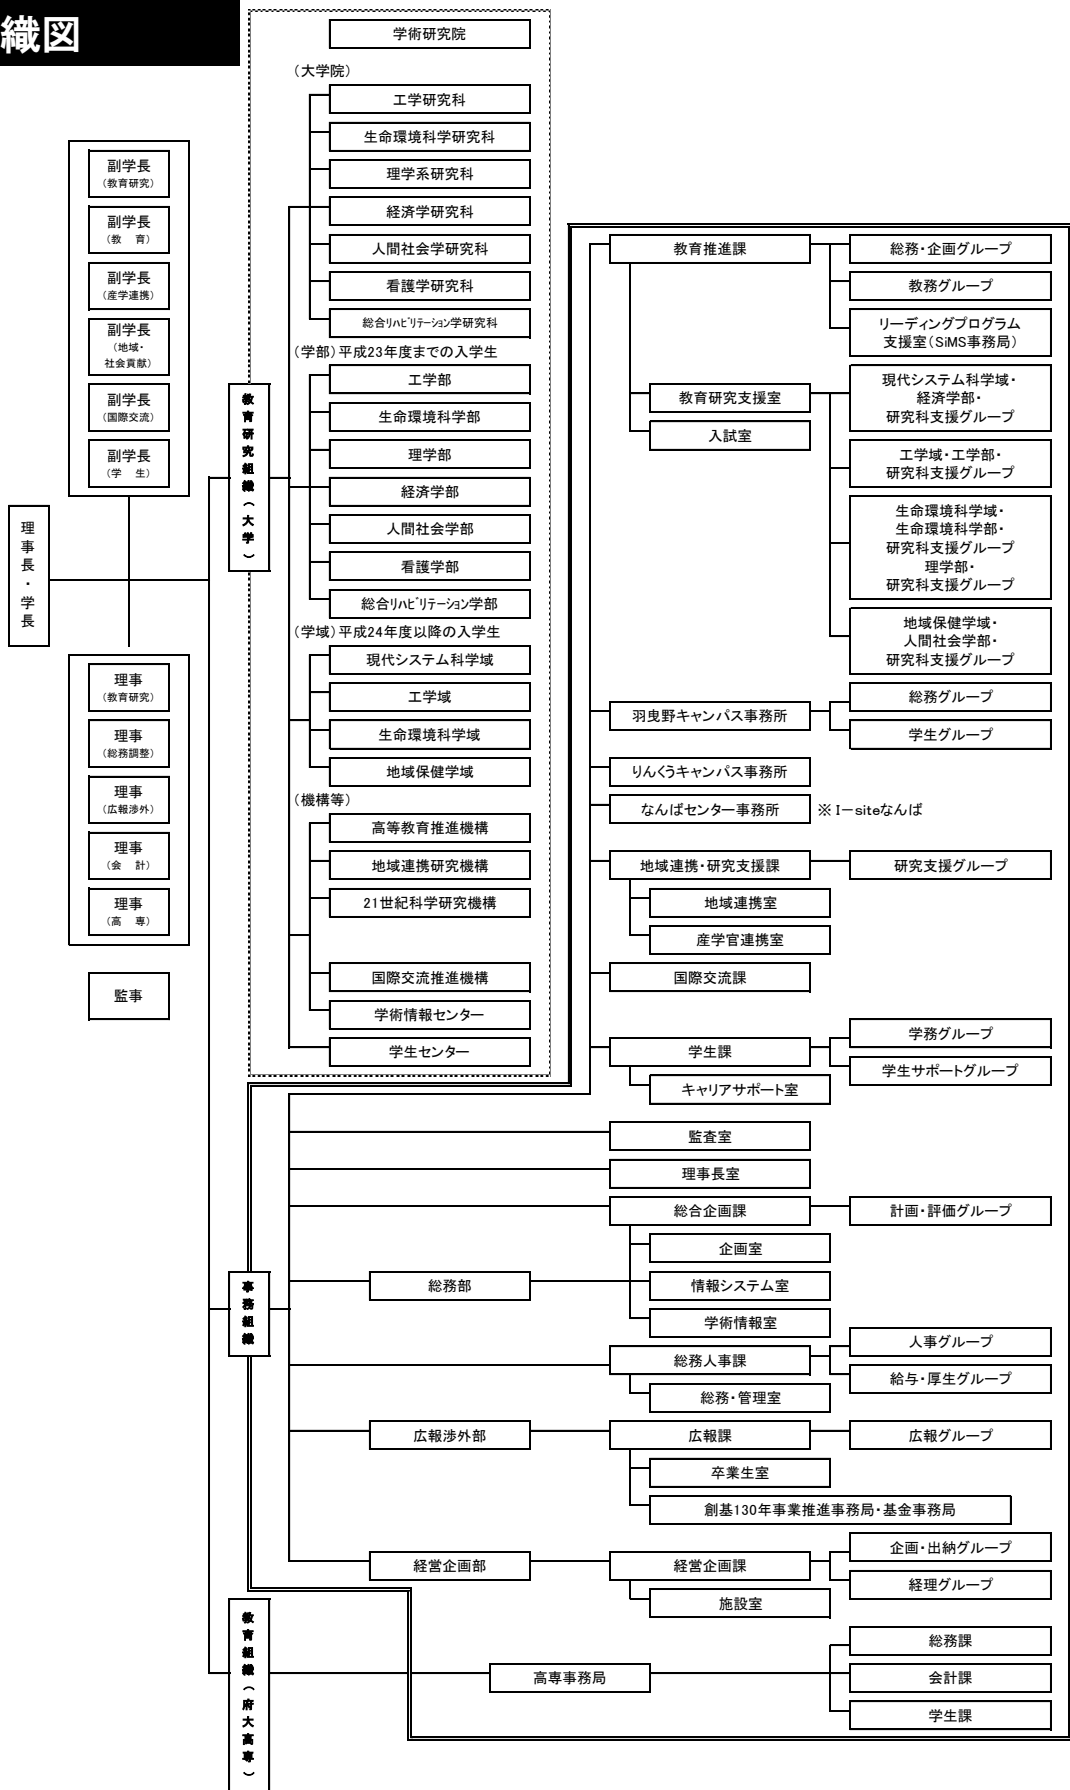 織図
学術研究院
（大学院）
工学研究科
生命環境科学研究科
理学系研究科
経済学研究科
人間社会学研究科
看護学研究科
総合ﾘﾊﾋﾞﾘﾃｰｼｮﾝ学研究科
（学部）平成23年度までの入学生
工学部
生命環境科学部
理学部
経済学部
人間社会学部
看護学部
総合ﾘﾊﾋﾞﾘﾃｰｼｮﾝ学部
（学域）平成24年度以降の入学生
現代システム科学域
工学域
生命環境科学域
地域保健学域
（機構等）
高等教育推進機構
地域連携研究機構
21世紀科学研究機構
国際交流推進機構
学術情報センター
学生センター
副学長
（教育研究）
副学長
（教　育）
副学長
（産学連携）
副学長
（地域・
社会貢献）
副学長
（国際交流）
副学長
（学　生）
理事長・学長
理事
（教育研究）
理事
（総務調整）
理事
（広報渉外）
理事
（会　計）
理事
（高　専）
監事
教育研究組織（大学）
事務組織
教育組織（府大高専）
教育推進課
総務・企画グループ
教務グループ
リーディングプログラム
支援室（SiMS事務局）
教育研究支援室
入試室
現代システム科学域・
経済学部・
研究科支援グループ
工学域・工学部・
研究科支援グループ
生命環境科学域・
生命環境科学部・
研究科支援グループ
理学部・
研究科支援グループ
地域保健学域・
人間社会学部・
研究科支援グループ
羽曳野キャンパス事務所
総務グループ
学生グループ
りんくうキャンパス事務所
なんばセンター事務所　※ I－siteなんば
地域連携・研究支援課
研究支援グループ
地域連携室
産学官連携室
国際交流課
学生課
学務グループ
学生サポートグループ
キャリアサポート室
監査室
理事長室
総合企画課
計画・評価グループ
企画室
総務部
情報システム室
学術情報室
総務人事課
人事グループ
給与・厚生グループ
総務・管理室
広報渉外部
広報課
広報グループ
卒業生室
創基130年事業推進事務局・基金事務局
経営企画部
経営企画課
企画・出納グループ
経理グループ
施設室
高専事務局
総務課
会計課
学生課